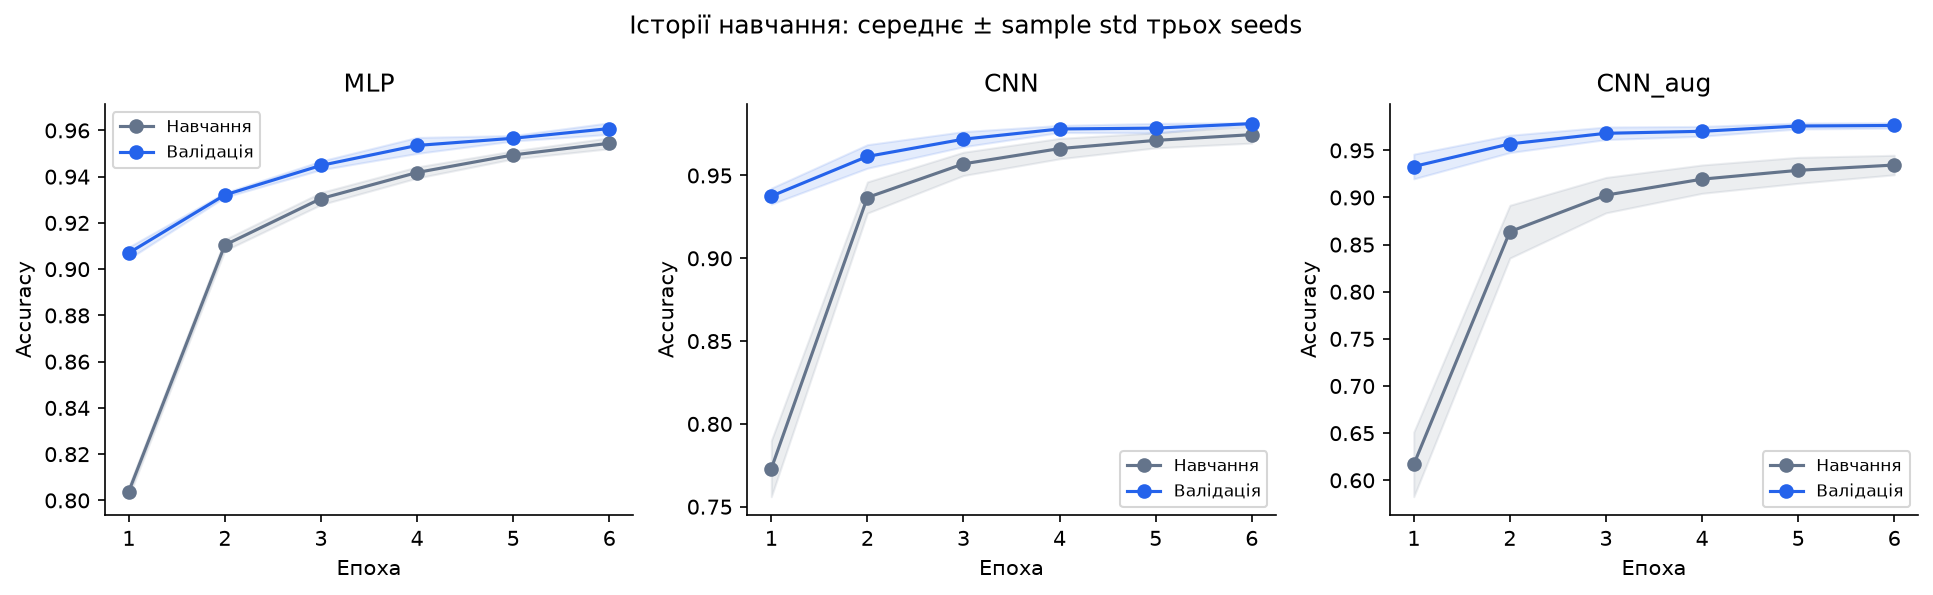 Історії навчання: середнє ± sample std трьох seeds
MLP
Навчання
Валідація
0.96
0.94
0.92
0.90
0.88
0.86
0.84
0.82
0.80
Accuracy
1 2 3 4 5 6
Епоха
CNN
0.95
0.90
0.85
0.80
0.75
Accuracy
Навчання
Валідація
1 2 3 4 5 6
Епоха
CNN_aug
0.95
0.90
0.85
0.80
0.75
0.70
0.65
0.60
Accuracy
Навчання
Валідація
1 2 3 4 5 6
Епоха